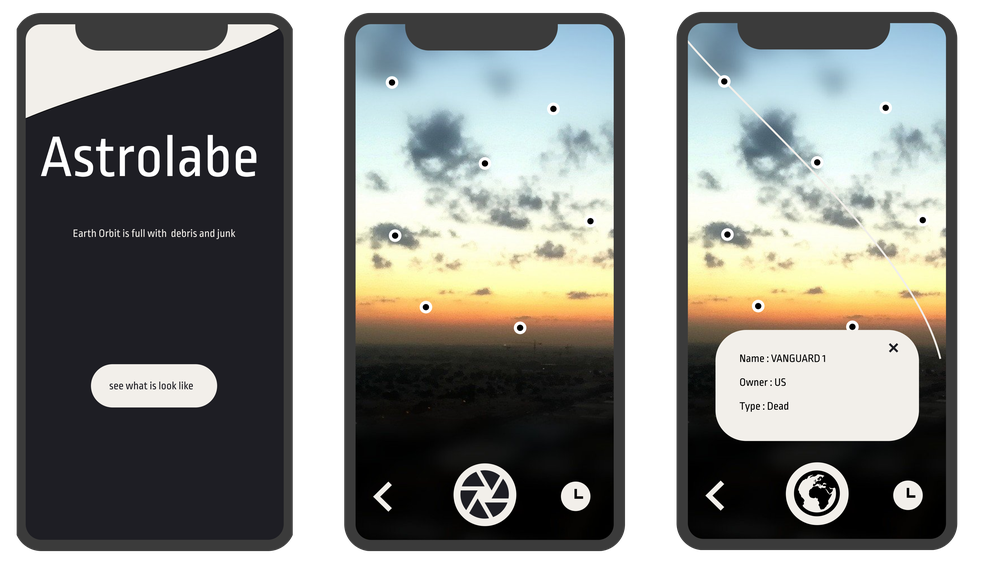 Astrolabe
Earth Orbit is full with debris and junk
see what is look like
Name : VANGUARD 1
Owner : US
Type : Dead